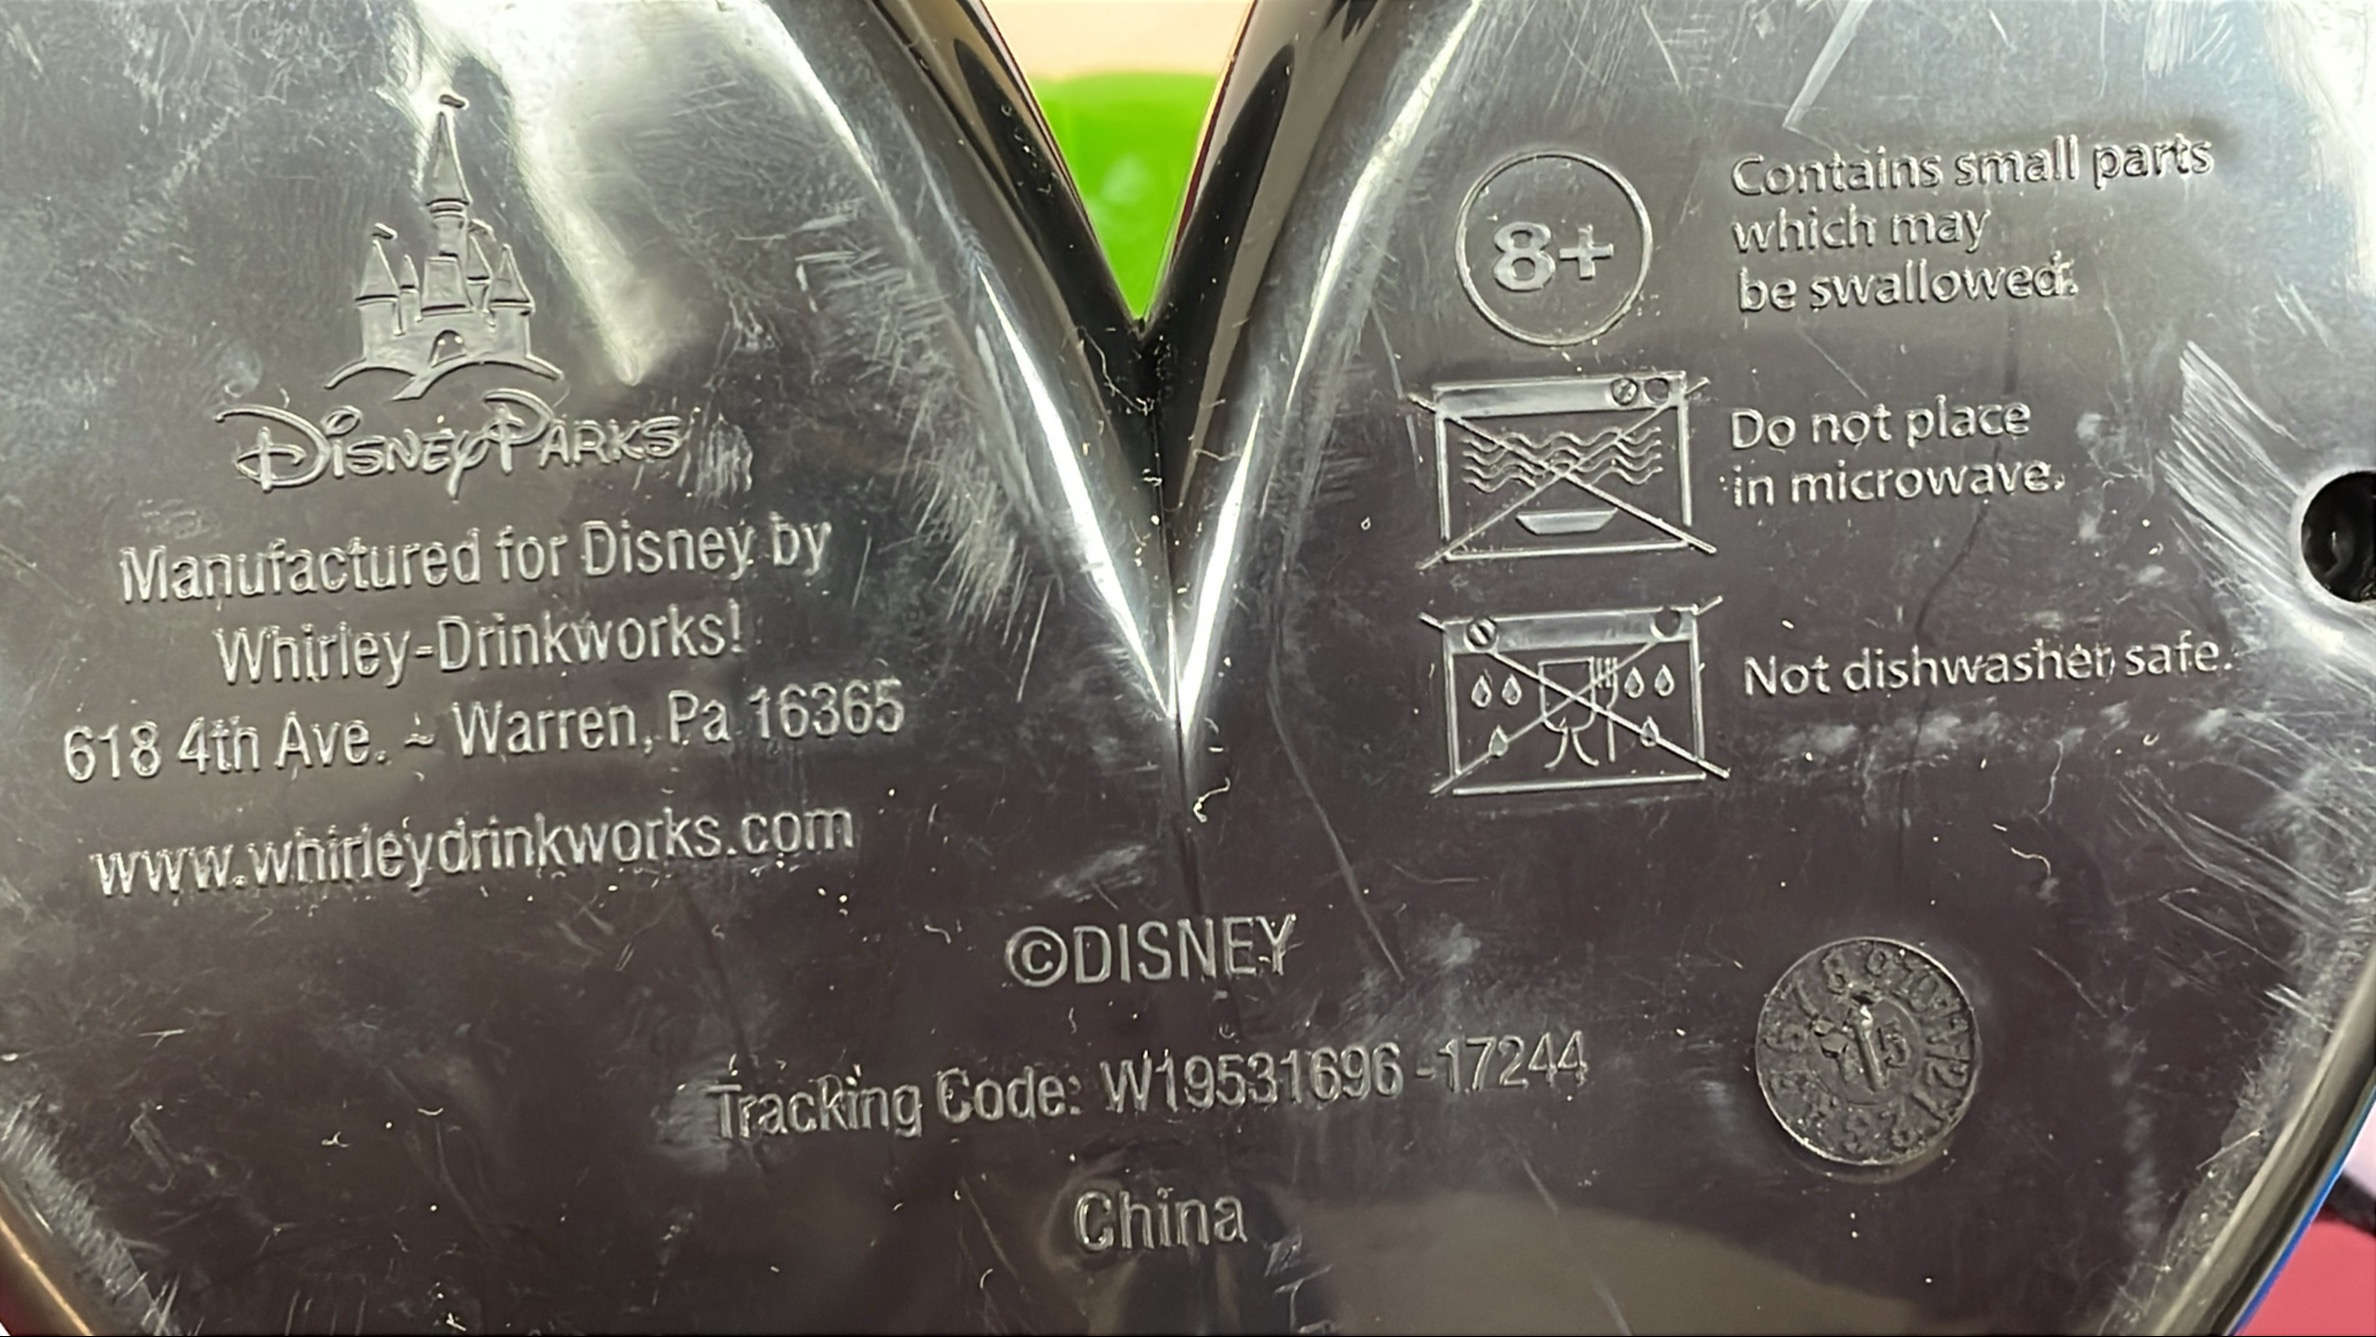 Disney Parks
Manufactured for Disney by
Whirley-Drinkworks!
618 4th Ave. ~ Warren, Pa 16365
www.whirleydrinkworks.com
8+
Contains small parts
which may
be swallowed.
Do not place
in microwave.
Not dishwasher safe.
©DISNEY
Tracking Code: W19531696-17244
China